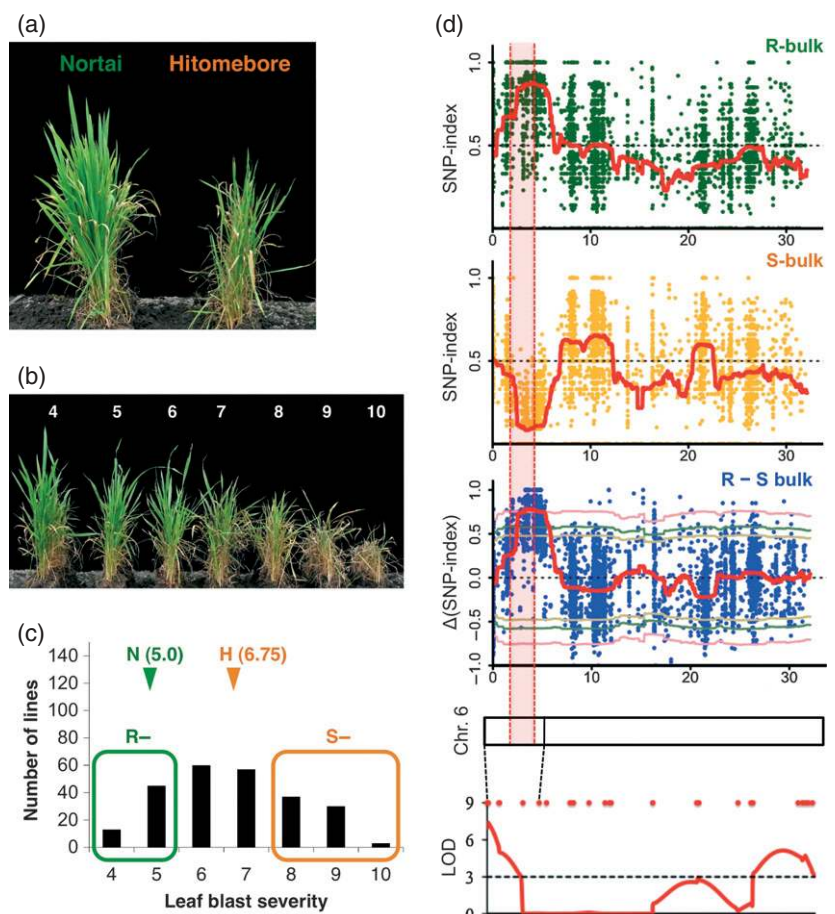 (a)
Nortai Hitomebore
(b)
4 5 6 7 8 9 10
(c)
N (5.0) H (6.75)
R– S–
Number of lines
140
120
100
80
60
40
20
0
4 5 6 7 8 9 10
Leaf blast severity
(d)
R-bulk
SNP-index
1.0
0.5
0 10 20 30
S-bulk
SNP-index
1.0
0.5
0 10 20 30
R – S bulk
Δ(SNP-index)
1.0
0.5
0.0
−0.5
−1.0
0 10 20 30
Chr. 6
LOD
9
6
3
0